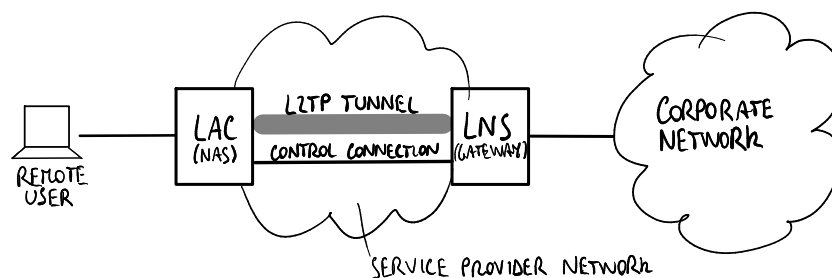 REMOTE
USER
LAC
(NAS)
L2TP TUNNEL
CONTROL CONNECTION
LNS
(GATEWAY)
CORPORATE
NETWORK
SERVICE PROVIDER NETWORK